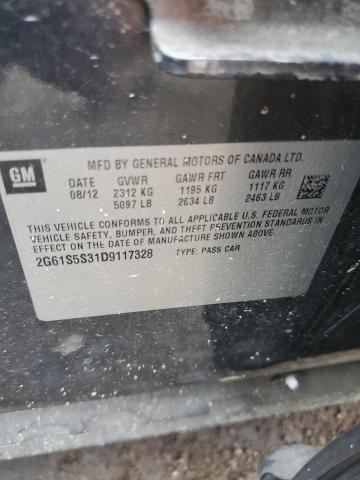 GM
MFD BY GENERAL MOTORS OF CANADA LTD.
08/12 GVWR GAWR FRT GAWR RR
2312 KG 1195 KG 1117 KG
5097 LB 2634 LB 2463 LB
THIS VEHICLE CONFORMS TO ALL APPLICABLE U.S. FEDERAL MOTOR
VEHICLE SAFETY, BUMPER, AND THEFT PREVENTION STANDARDS IN
EFFECT ON THE DATE OF MANUFACTURE SHOWN ABOVE.
2G61S5S31D9117328 TYPE: PASS CAR